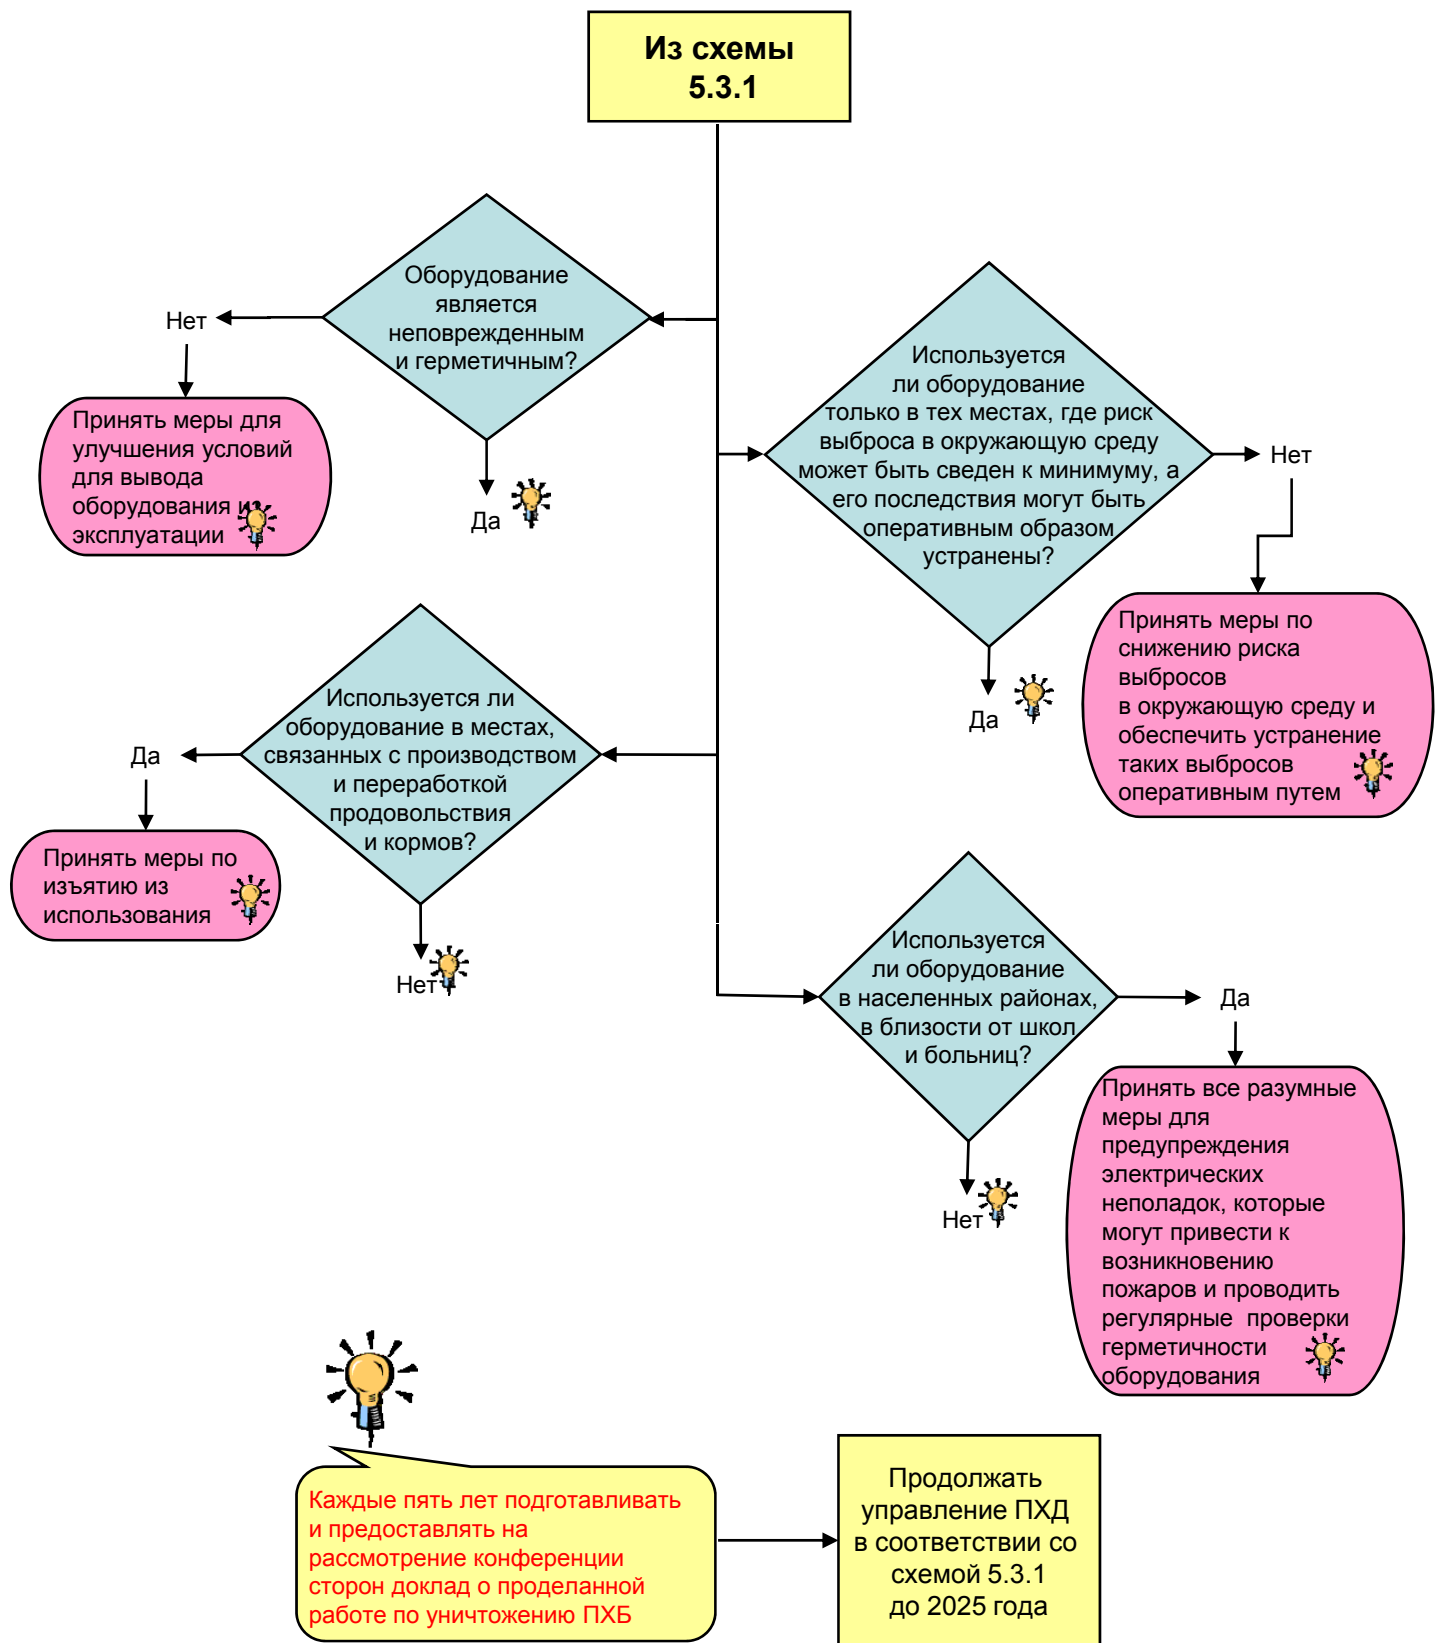 Из схемы
5.3.1
Оборудование
является
неповрежденным
и герметичным?
Нет
Принять меры для
улучшения условий
для вывода
оборудования из
эксплуатации
Да
Используется
ли оборудование
только в тех местах, где риск
выброса в окружающую среду
может быть сведен к минимуму, а
его последствия могут быть
оперативным образом
устранены?
Нет
Принять меры по
снижению риска
выбросов
в окружающую среду и
обеспечить устранение
таких выбросов
оперативным путем
Да
Используется ли
оборудование в местах,
связанных с производством
и переработкой
продовольствия
и кормов?
Да
Принять меры по
изъятию из
использования
Нет
Используется
ли оборудование
в населенных районах,
в близости от школ
и больниц?
Да
Принять все разумные
меры для
предупреждения
электрических
неполадок, которые
могут привести к
возникновению
пожаров и проводить
регулярные проверки
герметичности
оборудования
Нет
Каждые пять лет подготавливать
и предоставлять на
рассмотрение конференции
сторон доклад о проделанной
работе по уничтожению ПХБ
Продолжать
управление ПХД
в соответствии со
схемой 5.3.1
до 2025 года